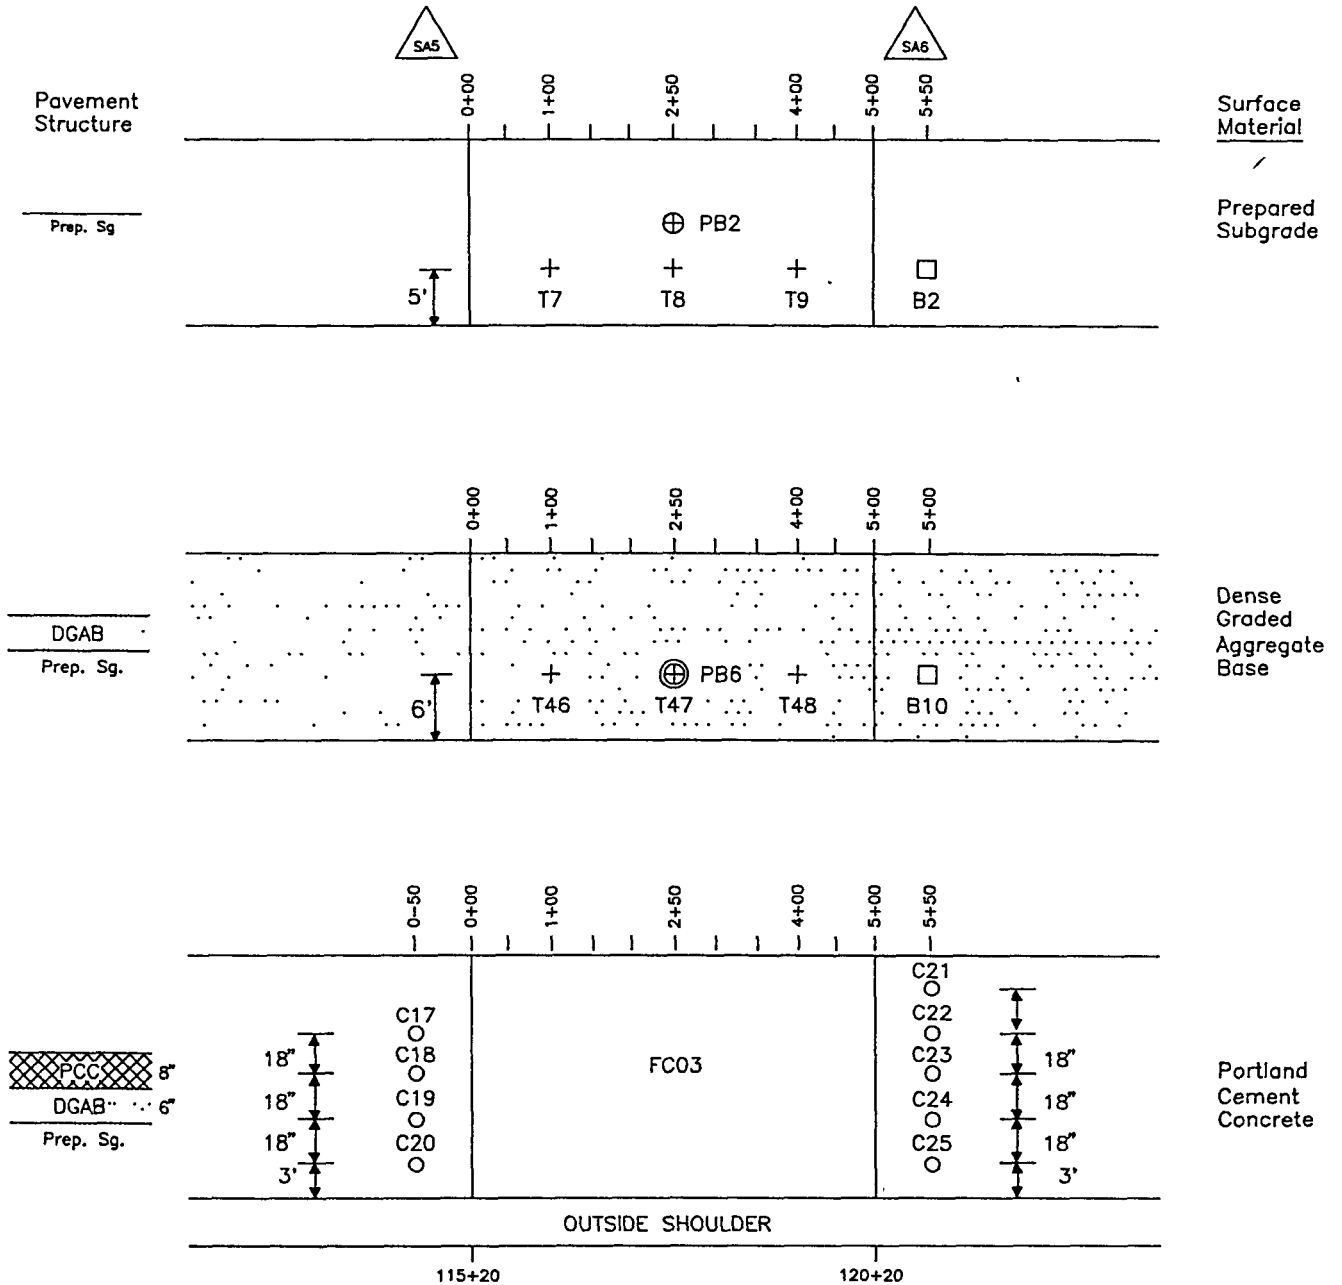 SA5
SA6
0+00
1+00
2+50
4+00
5+00
5+50
Pavement
Structure
Surface
Material
Prep. Sg
PB2
Prepared
Subgrade
5'
T7
T8
T9
B2
0+00
1+00
2+50
4+00
5+00
5+00
DGAB
Prep. Sg.
Dense
Graded
Aggregate
Base
PB6
6'
T46
T47
T48
B10
0-50
0+00
1+00
2+50
4+00
5+00
5+50
C17
C18
C19
C20
18"
18"
18"
3'
FC03
C21
C22
C23
C24
C25
18"
18"
18"
3'
PCC 8"
DGAB 6"
Prep. Sg.
Portland
Cement
Concrete
OUTSIDE SHOULDER
115+20
120+20